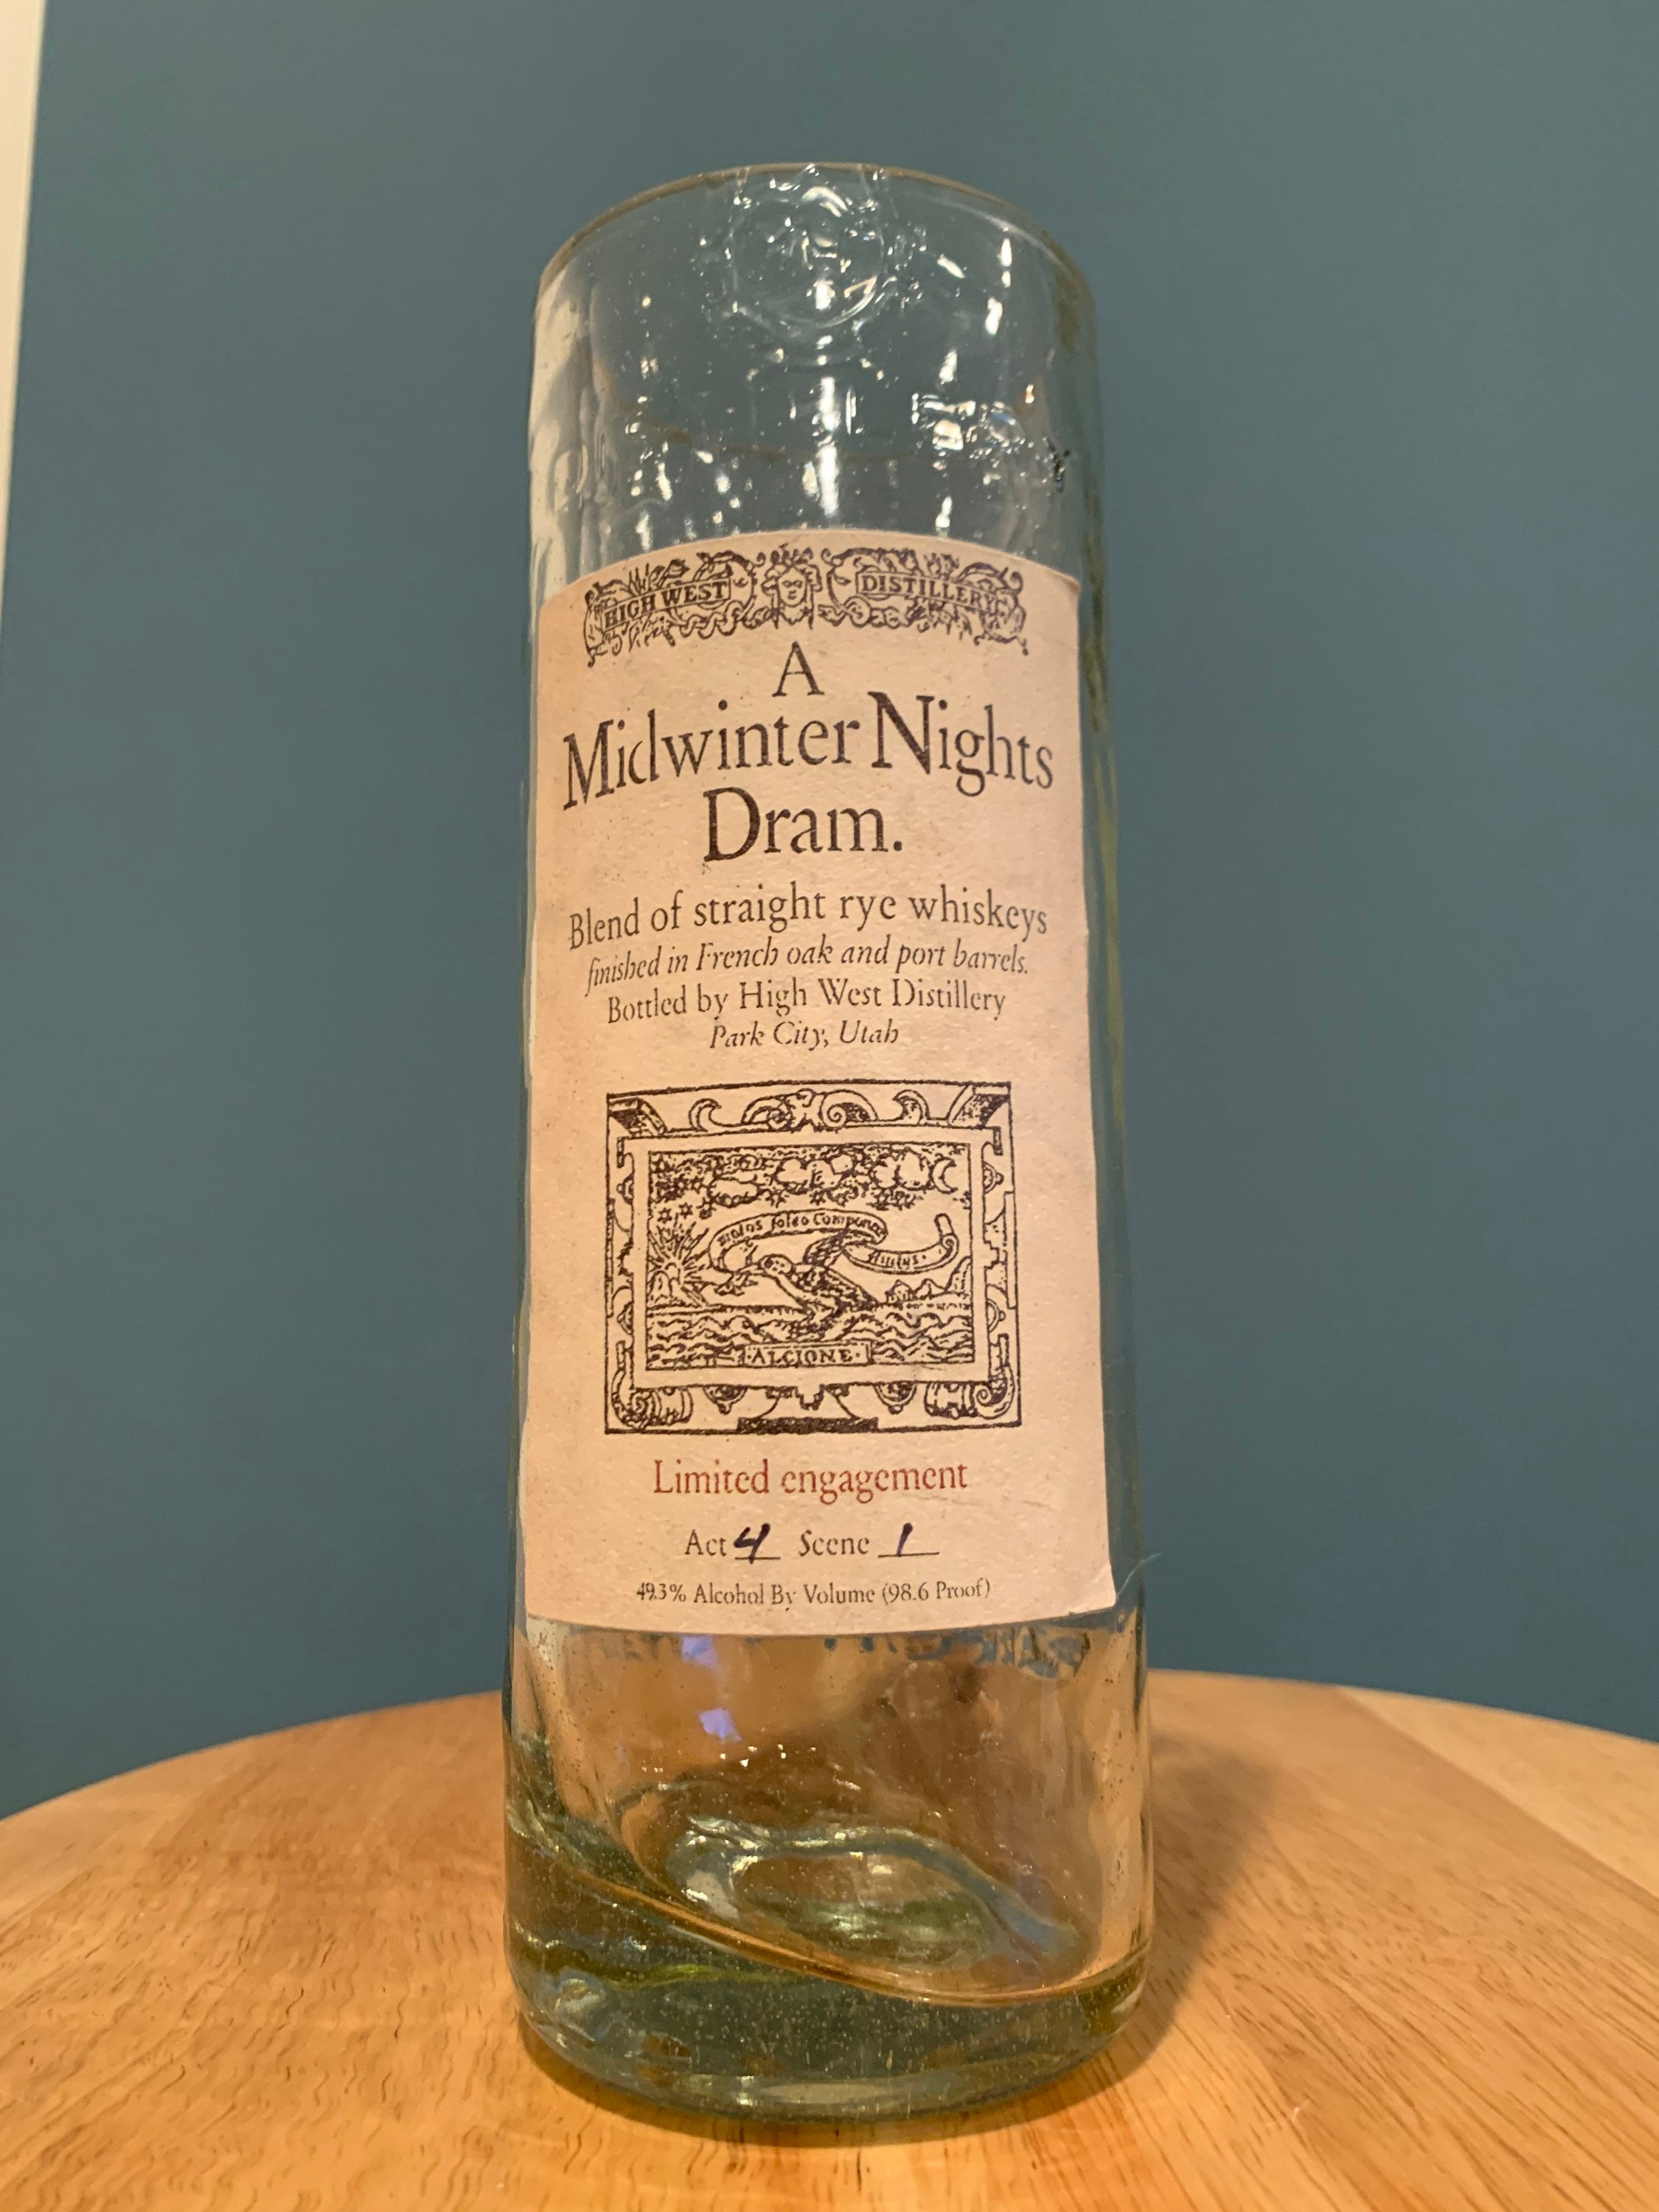 HIGH WEST DISTILLERY
A
Midwinter Nights
Dram.
Blend of straight rye whiskeys
finished in French oak and port barrels.
Bottled by High West Distillery
Park City, Utah
ALCIONE
Limited engagement
Act 4 Scene 1
49.3% Alcohol By Volume (98.6 Proof)